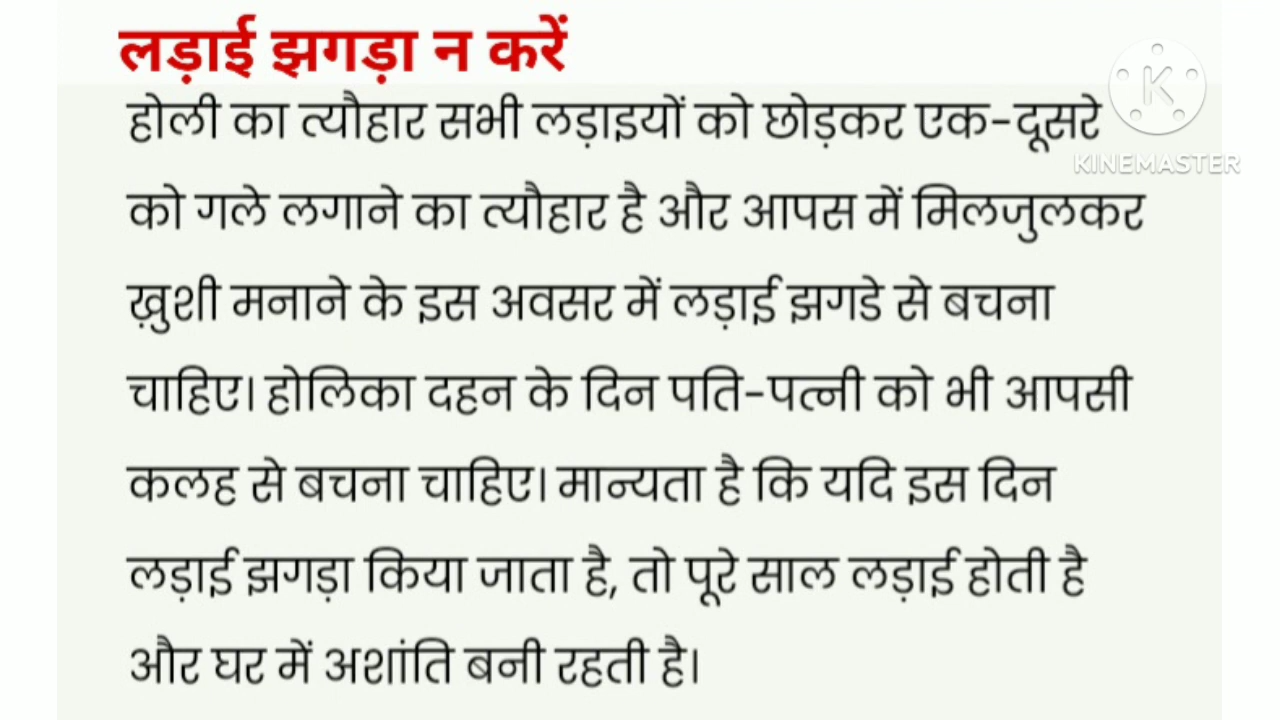 लड़ाई झगड़ा न करें
होली का त्यौहार सभी लड़ाइयों को छोड़कर एक-दूसरे
K
KINEMASTER
को गले लगाने का त्यौहार है और आपस में मिलजुलकर
ख़ुशी मनाने के इस अवसर में लड़ाई झगडे से बचना
चाहिए। होलिका दहन के दिन पति-पत्नी को भी आपसी
कलह से बचना चाहिए। मान्यता है कि यदि इस दिन
लड़ाई झगड़ा किया जाता है, तो पूरे साल लड़ाई होती है
और घर में अशांति बनी रहती है।